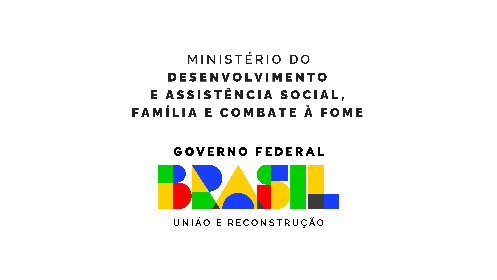 MINISTÉRIO DO
DESENVOLVIMENTO
E ASSISTÊNCIA SOCIAL,
FAMÍLIA E COMBATE À FOME
GOVERNO FEDERAL
BRASIL
UNIÃO E RECONSTRUÇÃO